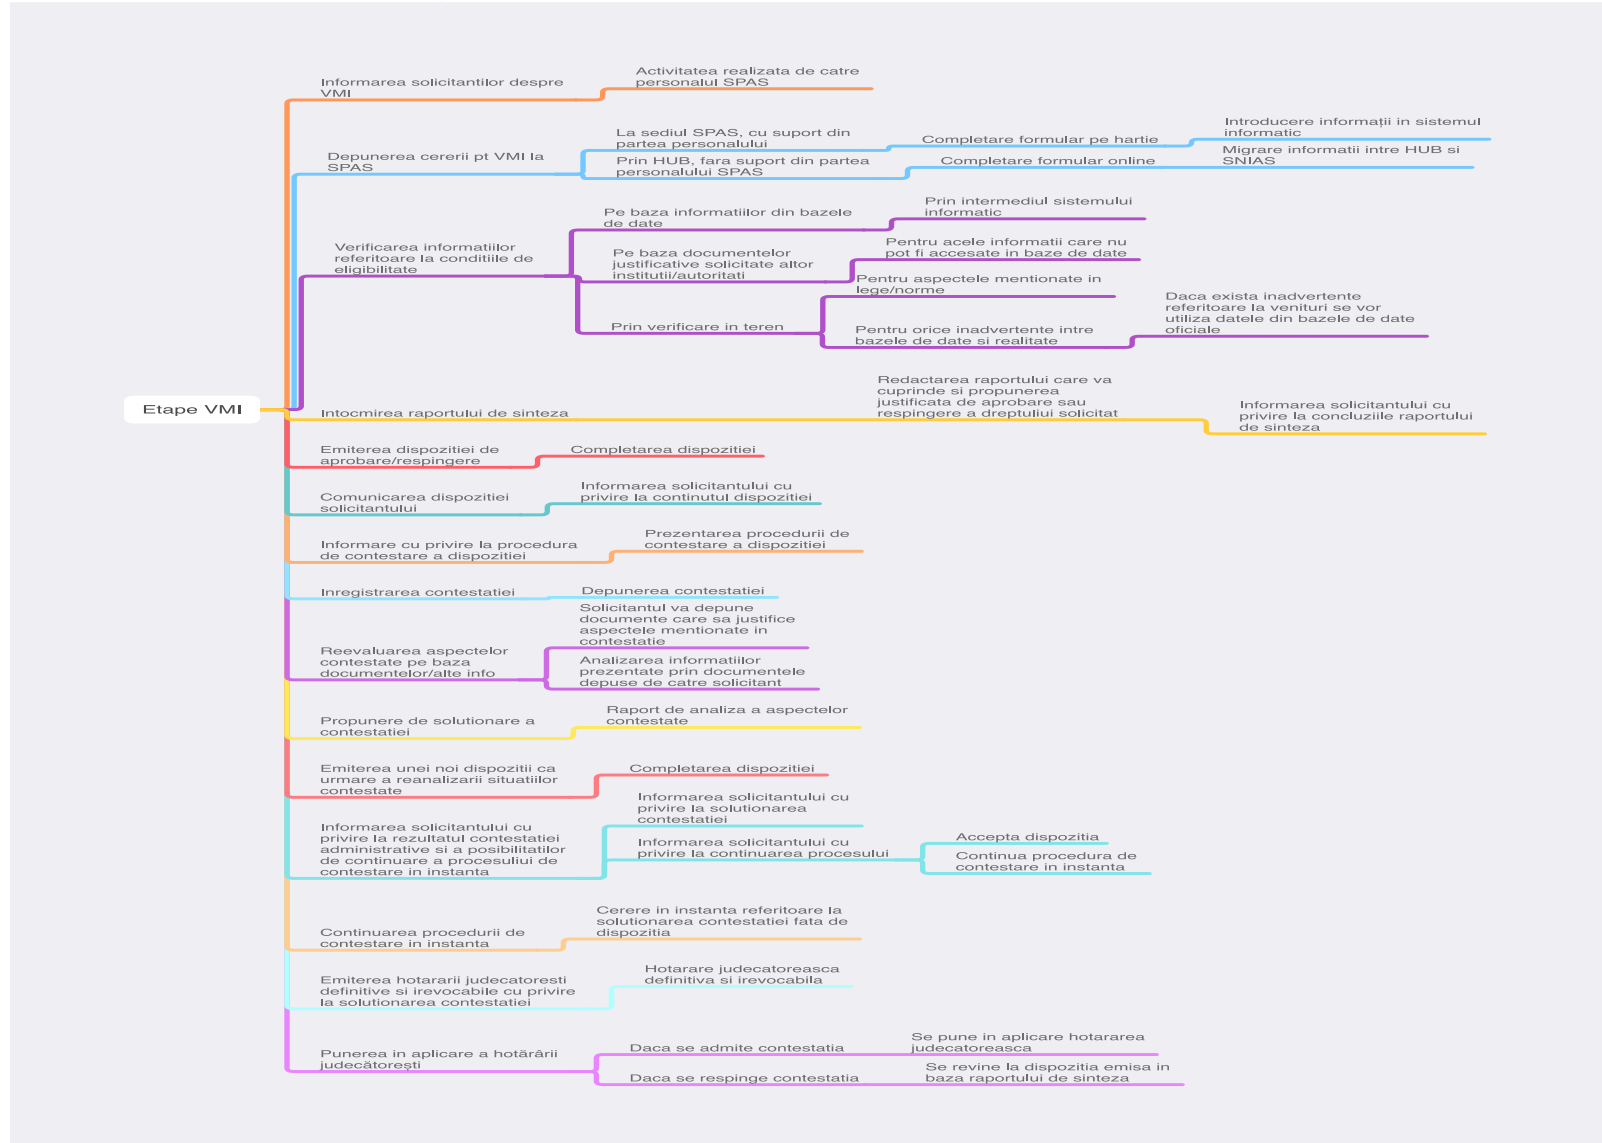 Etape VMI
Informarea solicitantilor despre
VMI
Activitatea realizata de catre
personalul SPAS
Depunerea cererii pt VMI la
SPAS
La sediul SPAS, cu suport din
partea personalului
Completare formular pe hartie
Introducere informații in sistemul
informatic
Prin HUB, fara suport din partea
personalului SPAS
Completare formular online
Migrare informatii intre HUB si
SNIAS
Verificarea informatiilor
referitoare la conditiile de
eligibilitate
Pe baza informatiilor din bazele
de date
Prin intermediul sistemului
informatic
Pe baza documentelor
justificative solicitate altor
institutii/autoritati
Pentru acele informatii care nu
pot fi accesate in baze de date
Prin verificare in teren
Pentru aspectele mentionate in
lege/norme
Pentru orice inadvertente intre
bazele de date si realitate
Daca exista inadvertente
referitoare la venituri se vor
utiliza datele din bazele de date
oficiale
Intocmirea raportului de sinteza
Redactarea raportului care va
cuprinde si propunerea
justificata de aprobare sau
respingere a dreptuliui solicitat
Informarea solicitantului cu
privire la concluziile raportului
de sinteza
Emiterea dispozitiei de
aprobare/respingere
Completarea dispozitiei
Comunicarea dispozitiei
solicitantului
Informarea solicitantului cu
privire la continutul dispozitiei
Informare cu privire la procedura
de contestare a dispozitiei
Prezentarea procedurii de
contestare a dispozitiei
Inregistrarea contestatiei
Depunerea contestatiei
Reevaluarea aspectelor
contestate pe baza
documentelor/alte info
Solicitantul va depune
documente care sa justifice
aspectele mentionate in
contestatie
Analizarea informatiilor
prezentate prin documentele
depuse de catre solicitant
Propunere de solutionare a
contestatiei
Raport de analiza a aspectelor
contestate
Emiterea unei noi dispozitii ca
urmare a reanalizarii situatiilor
contestate
Completarea dispozitiei
Informarea solicitantului cu
privire la rezultatul contestatiei
administrative si a posibilitatilor
de continuare a procesuliui de
contestare in instanta
Informarea solicitantului cu
privire la solutionarea
contestatiei
Informarea solicitantului cu
privire la continuarea procesului
Accepta dispozitia
Continua procedura de
contestare in instanta
Continuarea procedurii de
contestare in instanta
Cerere in instanta referitoare la
solutionarea contestatiei fata de
dispozitia
Emiterea hotararii judecatoresti
definitive si irevocabile cu privire
la solutionarea contestatiei
Hotarare judecatoreasca
definitiva si irevocabila
Punerea in aplicare a hotărârii
judecătorești
Daca se admite contestatia
Se pune in aplicare hotararea
judecatoreasca
Daca se respinge contestatia
Se revine la dispozitia emisa in
baza raportului de sinteza